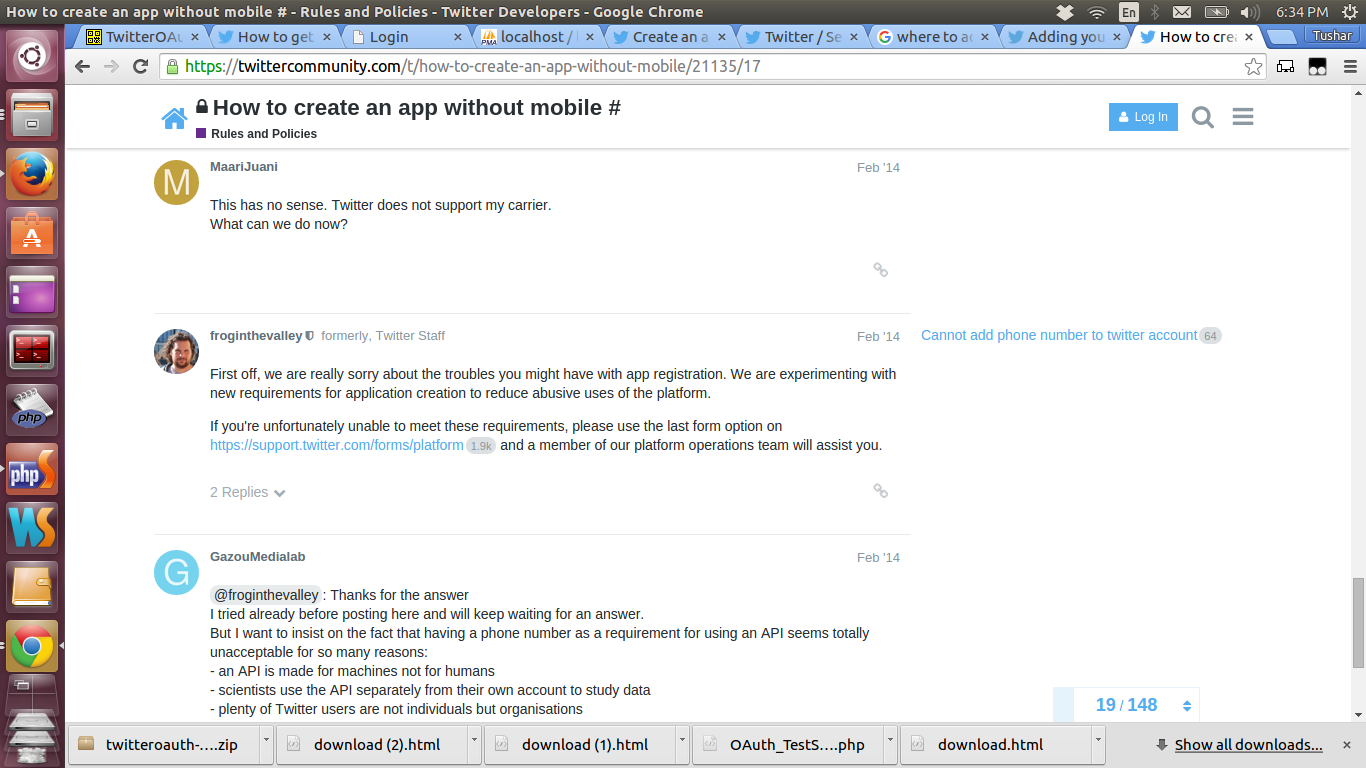 How to create an app without mobile # - Rules and Policies - Twitter Developers - Google Chrome
En
6:34 PM
TwitterOAu
How to get
Login
localhost / l
Create an a
Twitter / Se
where to ac
Adding you
How to crea
Tushar
https://twittercommunity.com/t/how-to-create-an-app-without-mobile/21135/17
How to create an app without mobile #
Rules and Policies
Log In
M
MaariJuani
Feb '14
This has no sense. Twitter does not support my carrier.
What can we do now?
froginthevalley formerly, Twitter Staff
Feb '14
Cannot add phone number to twitter account 64
First off, we are really sorry about the troubles you might have with app registration. We are experimenting with
new requirements for application creation to reduce abusive uses of the platform.
If you're unfortunately unable to meet these requirements, please use the last form option on
https://support.twitter.com/forms/platform 1.9k and a member of our platform operations team will assist you.
2 Replies
G
GazouMedialab
Feb '14
@froginthevalley : Thanks for the answer
I tried already before posting here and will keep waiting for an answer.
But I want to insist on the fact that having a phone number as a requirement for using an API seems totally
unacceptable for so many reasons:
- an API is made for machines not for humans
- scientists use the API separately from their own account to study data
- plenty of Twitter users are not individuals but organisations
19 / 148
php
php S
WS
twitteroauth-....zip
download (2).html
download (1).html
OAuth_TestS....php
download.html
Show all downloads...